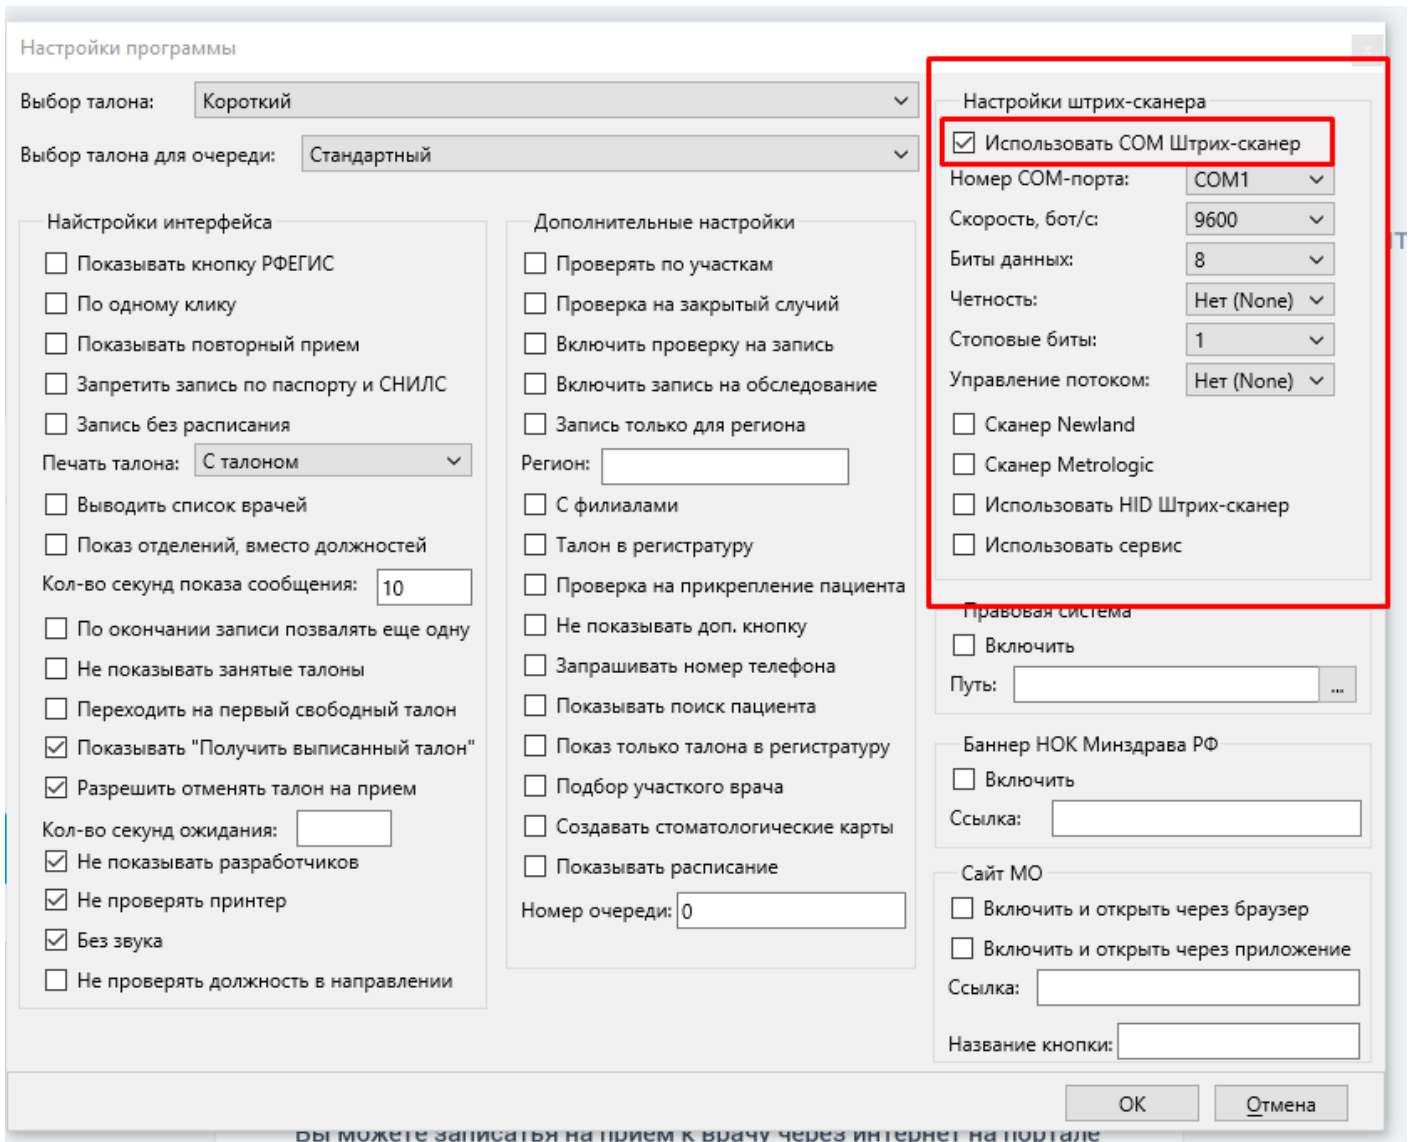 Настройки программы
Выбор талона: Короткий
Выбор талона для очереди: Стандартный
Найстройки интерфейса
Показывать кнопку РФЕГИС
По одному клику
Показывать повторный прием
Запретить запись по паспорту и СНИЛС
Запись без расписания
Печать талона: С талоном
Выводить список врачей
Показ отделений, вместо должностей
Кол-во секунд показа сообщения: 10
По окончании записи позвалять еще одну
Не показывать занятые талоны
Переходить на первый свободный талон
Показывать "Получить выписанный талон"
Разрешить отменять талон на прием
Кол-во секунд ожидания:
Не показывать разработчиков
Не проверять принтер
Без звука
Не проверять должность в направлении
Дополнительные настройки
Проверять по участкам
Проверка на закрытый случий
Включить проверку на запись
Включить запись на обследование
Запись только для региона
Регион:
С филиалами
Талон в регистратуру
Проверка на прикрепление пациента
Не показывать доп. кнопку
Запрашивать номер телефона
Показывать поиск пациента
Показ только талона в регистратуру
Подбор участкого врача
Создавать стоматологические карты
Показывать расписание
Номер очереди: 0
Настройки штрих-сканера
Использовать COM Штрих-сканер
Номер COM-порта: COM1
Скорость, бот/с: 9600
Биты данных: 8
Четность: Нет (None)
Стоповые биты: 1
Управление потоком: Нет (None)
Сканер Newland
Сканер Metrologic
Использовать HID Штрих-сканер
Использовать сервис
Правовая система
Включить
Путь: ...
Баннер НОК Минздрава РФ
Включить
Ссылка:
Сайт МО
Включить и открыть через браузер
Включить и открыть через приложение
Ссылка:
Название кнопки:
OK Отмена
Вы можете записаться на прием к врачу через интернет на портале